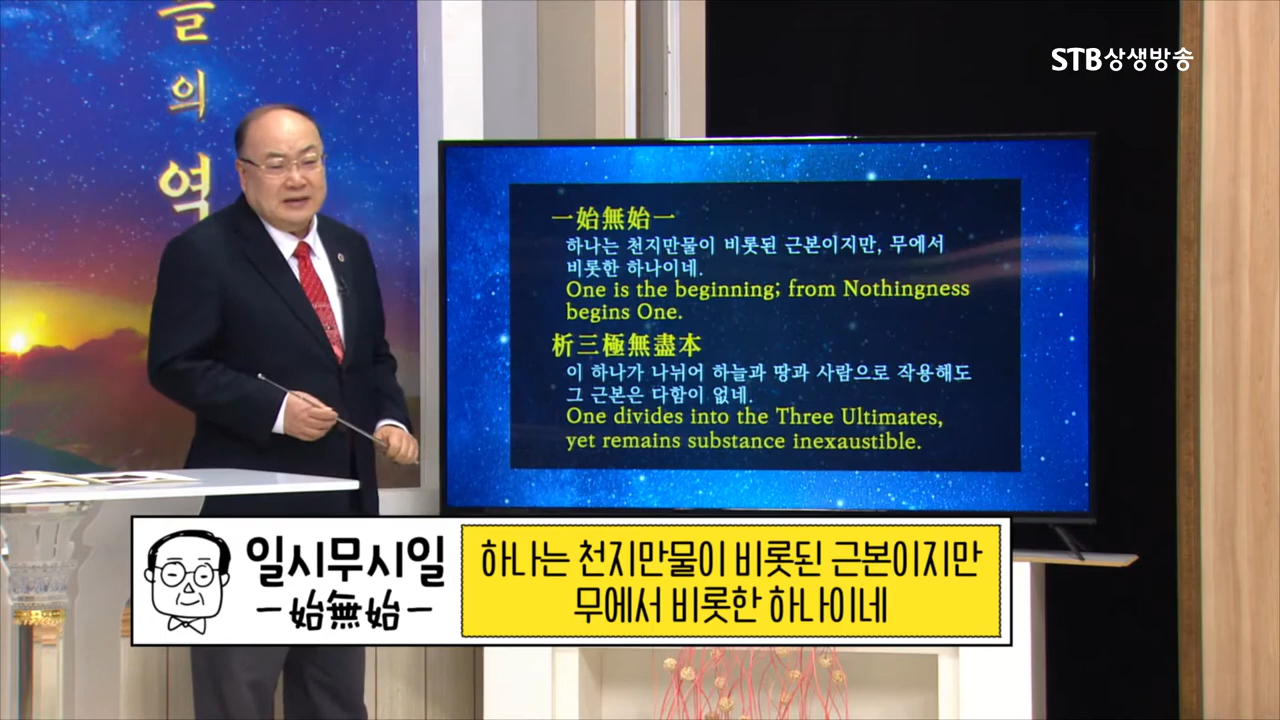 STB상생방송
들의
역
一始無始一
하나는 천지만물이 비롯된 근본이지만, 무에서
비롯한 하나이네.
One is the beginning; from Nothingness
begins One.
析三極無盡本
이 하나가 나뉘어 하늘과 땅과 사람으로 작용해도
그 근본은 다함이 없네.
One divides into the Three Ultimates,
yet remains substance inexaustible.
일시무시일
一始無始一
하나는 천지만물이 비롯된 근본이지만
무에서 비롯한 하나이네